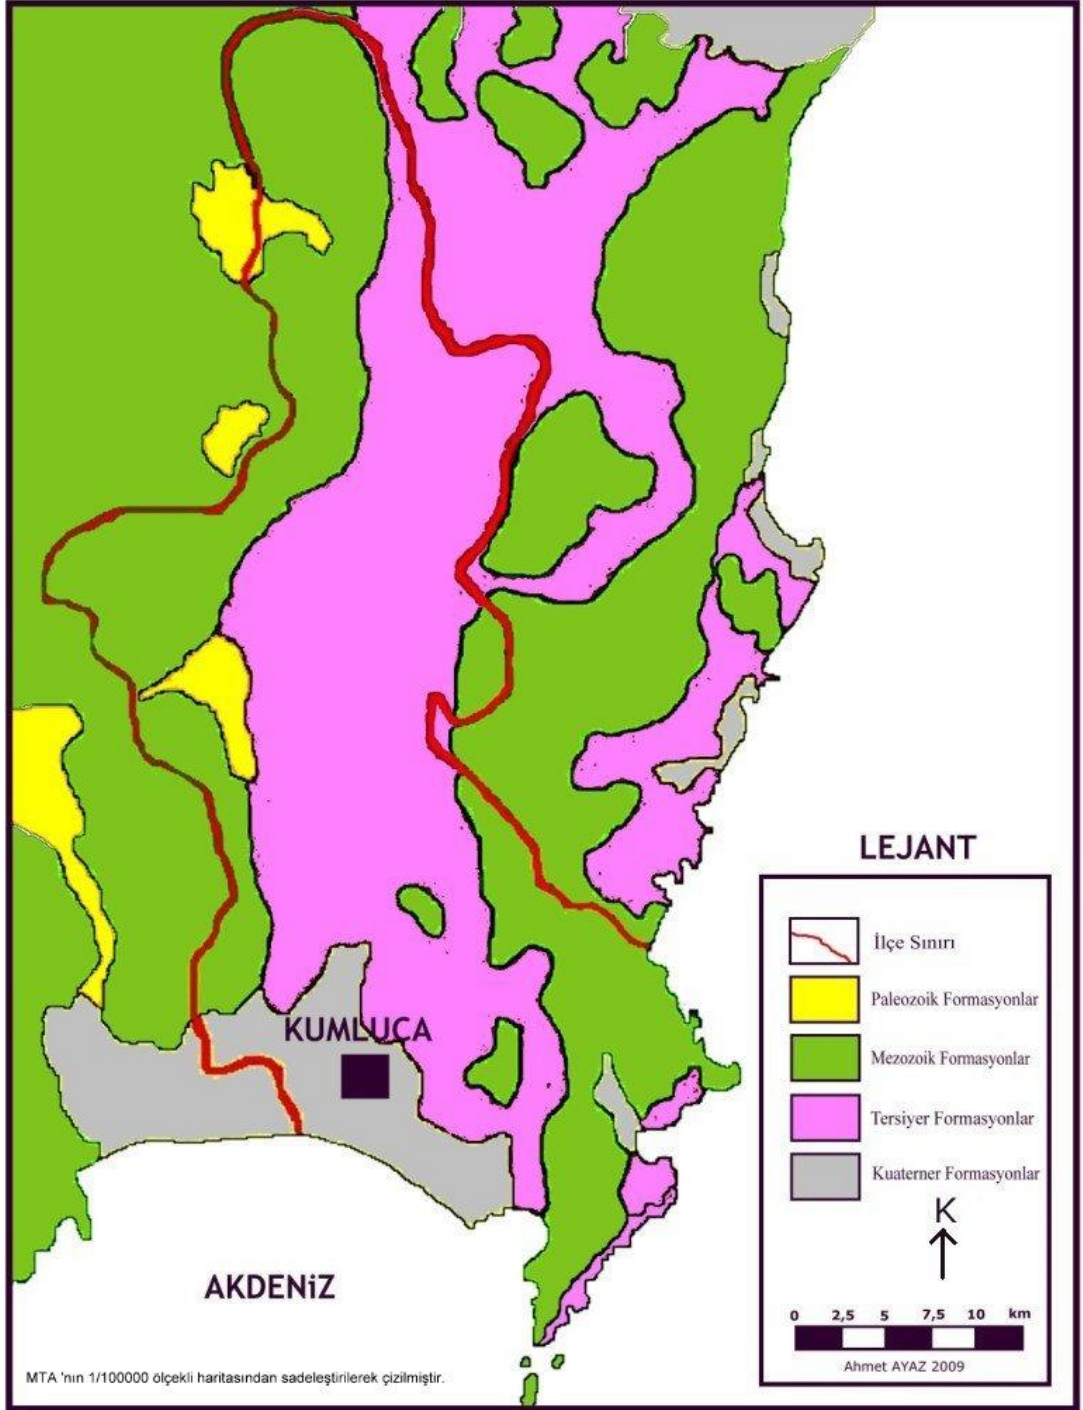 KUMLUCA
AKDENiZ
MTA 'nın 1/100000 ölçekli haritasından sadeleştirilerek çizilmiştir.
LEJANT
İlçe Sınırı
Paleozoik Formasyonlar
Mezozoik Formasyonlar
Tersiyer Formasyonlar
Kuaterner Formasyonlar
K
0 2,5 5 7,5 10 km
Ahmet AYAZ 2009